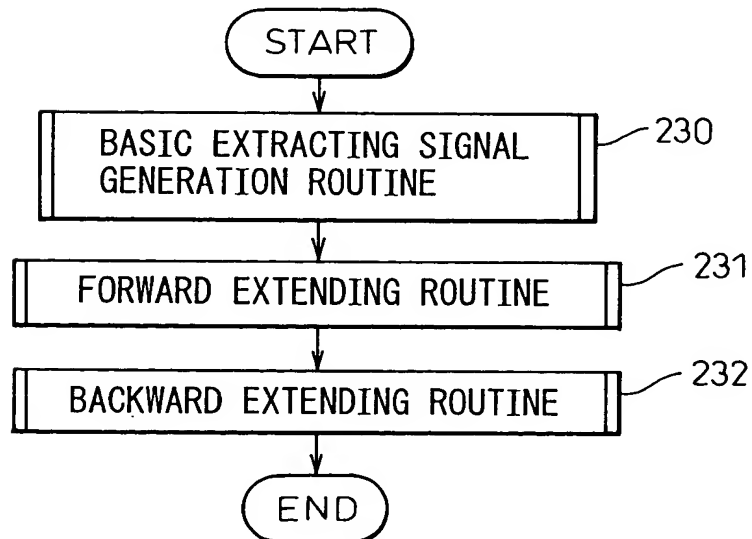 START
BASIC EXTRACTING SIGNAL
GENERATION ROUTINE
230
FORWARD EXTENDING ROUTINE
231
BACKWARD EXTENDING ROUTINE
232
END